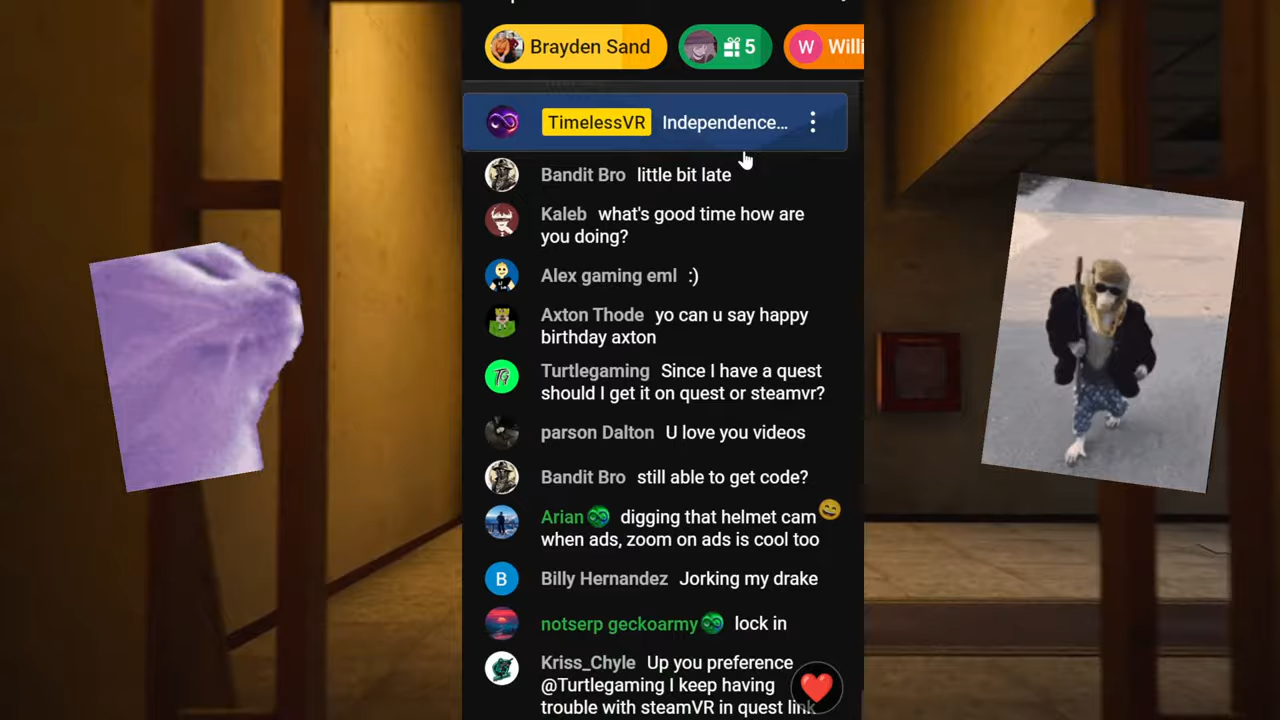 Brayden Sand
5
W
Willi
TimelessVR Independence...
Bandit Bro little bit late
Kaleb what's good time how are
you doing?
Alex gaming eml :)
Axton Thode yo can u say happy
birthday axton
Turtlegaming Since I have a quest
should I get it on quest or steamvr?
parson Dalton U love you videos
Bandit Bro still able to get code?
Arian digging that helmet cam
when ads, zoom on ads is cool too
B
Billy Hernandez Jorking my drake
notserp geckoarmy lock in
Kriss_Chyle Up you preference
@Turtlegaming I keep having
trouble with steamVR in quest link